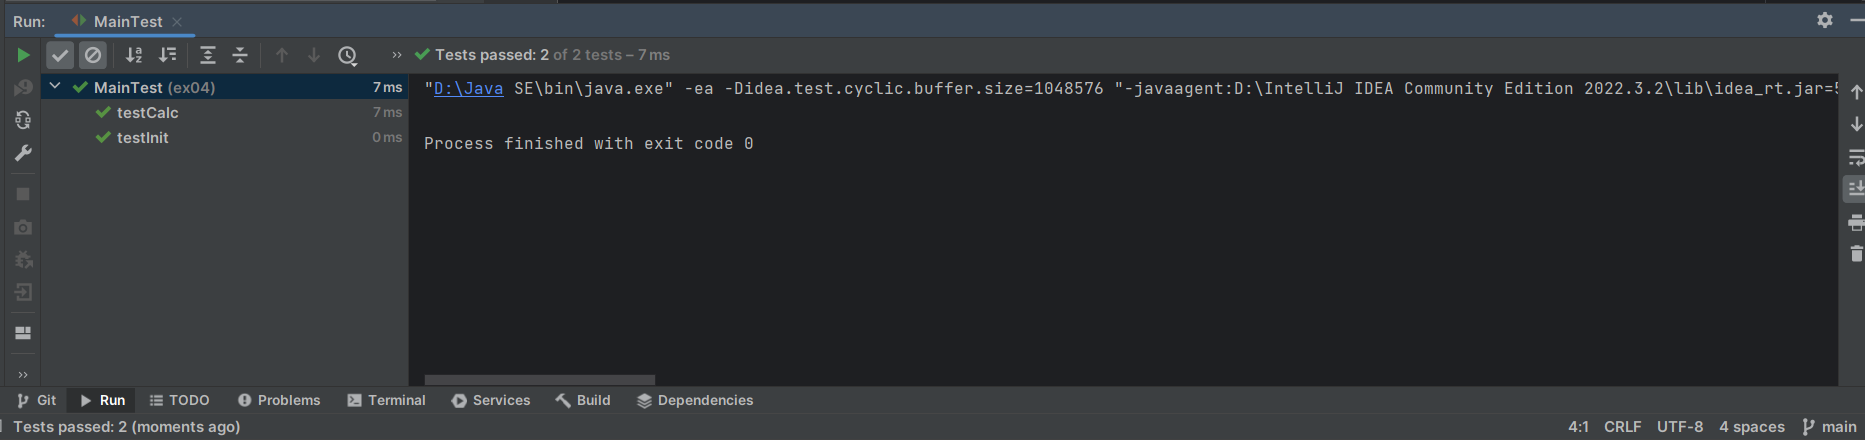 Run: MainTest
Tests passed: 2 of 2 tests – 7 ms
MainTest (ex04) 7 ms
testCalc 7 ms
testInit 0 ms
"D:\Java SE\bin\java.exe" -ea -Didea.test.cyclic.buffer.size=1048576 "-javaagent:D:\IntelliJ IDEA Community Edition 2022.3.2\lib\idea_rt.jar=5
Process finished with exit code 0
Git Run TODO Problems Terminal Services Build Dependencies
Tests passed: 2 (moments ago) 4:1 CRLF UTF-8 4 spaces main